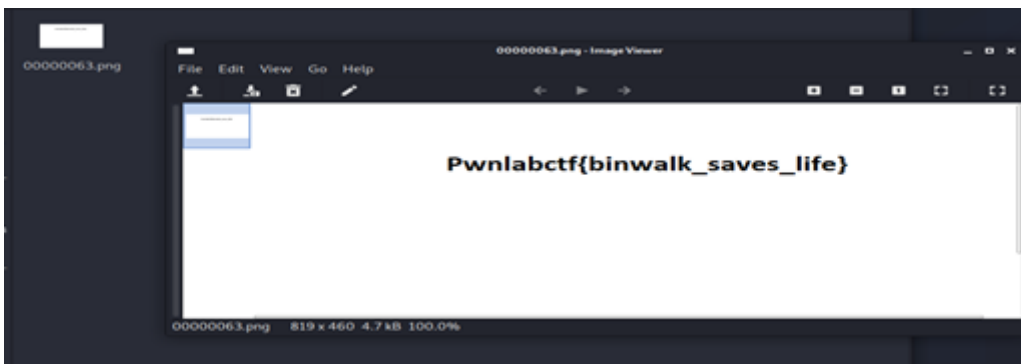 00000063.png
00000063.png - Image Viewer
File Edit View Go Help
Pwnlabctf{binwalk_saves_life}
00000063.png 819 x 460 4.7 kB 100.0%